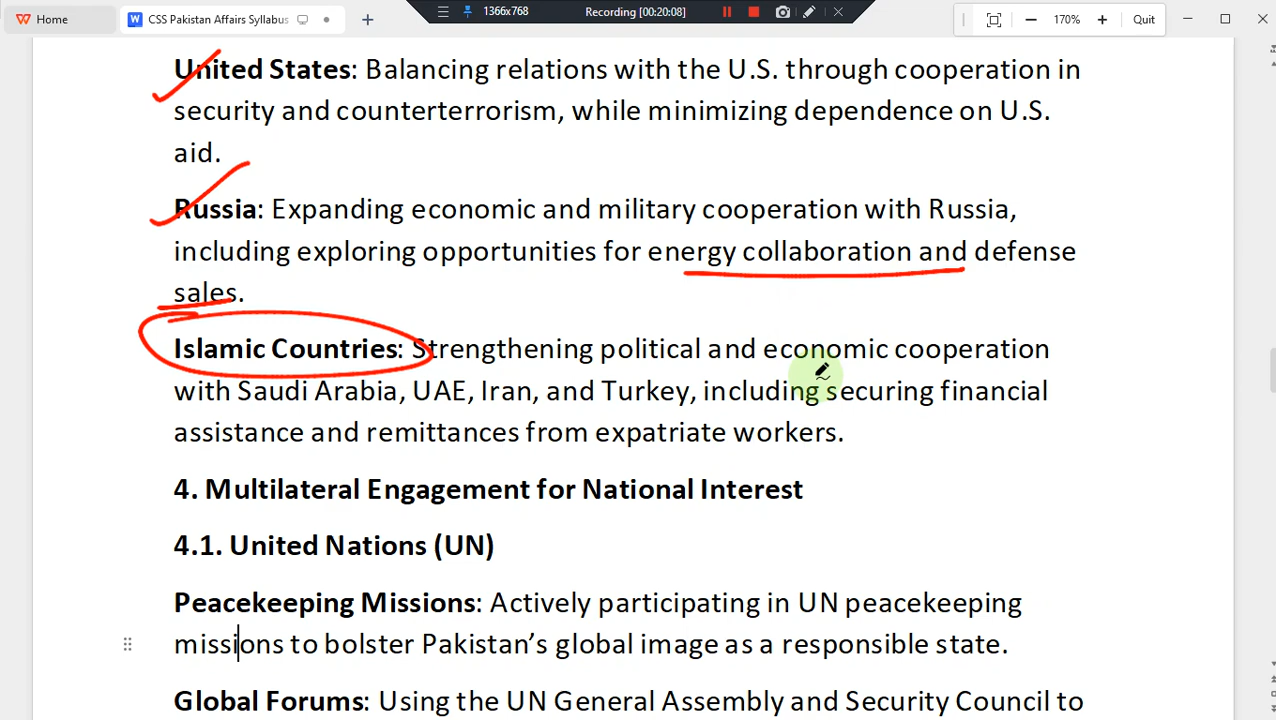 Home
CSS Pakistan Affairs Syllabus
1366x768
Recording [00:20:08]
170%
Quit
United States: Balancing relations with the U.S. through cooperation in
security and counterterrorism, while minimizing dependence on U.S.
aid.
Russia: Expanding economic and military cooperation with Russia,
including exploring opportunities for energy collaboration and defense
sales.
Islamic Countries: Strengthening political and economic cooperation
with Saudi Arabia, UAE, Iran, and Turkey, including securing financial
assistance and remittances from expatriate workers.
4. Multilateral Engagement for National Interest
4.1. United Nations (UN)
Peacekeeping Missions: Actively participating in UN peacekeeping
missions to bolster Pakistan’s global image as a responsible state.
Global Forums: Using the UN General Assembly and Security Council to